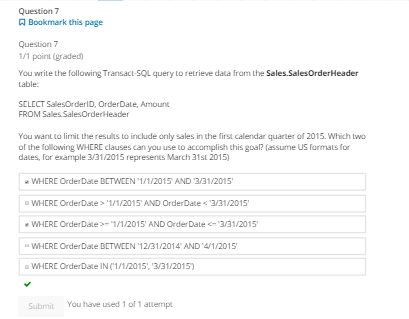 Question 7
Bookmark this page
Question 7
1/1 point (graded)
You write the following Transact-SQL query to retrieve data from the Sales.SalesOrderHeader
table:
SELECT SalesOrderID, OrderDate, Amount
FROM Sales.SalesOrderHeader
You want to limit the results to include only sales in the first calendar quarter of 2015. Which two
of the following WHERE clauses can you use to accomplish this goal? (assume US formats for
dates, for example 3/31/2015 represents March 31st 2015)
WHERE OrderDate BETWEEN '1/1/2015' AND '3/31/2015'
WHERE OrderDate > '1/1/2015' AND OrderDate < '3/31/2015'
WHERE OrderDate >= '1/1/2015' AND OrderDate <= '3/31/2015'
WHERE OrderDate BETWEEN '12/31/2014' AND '4/1/2015'
WHERE OrderDate IN ('1/1/2015', '3/31/2015')
Submit You have used 1 of 1 attempt